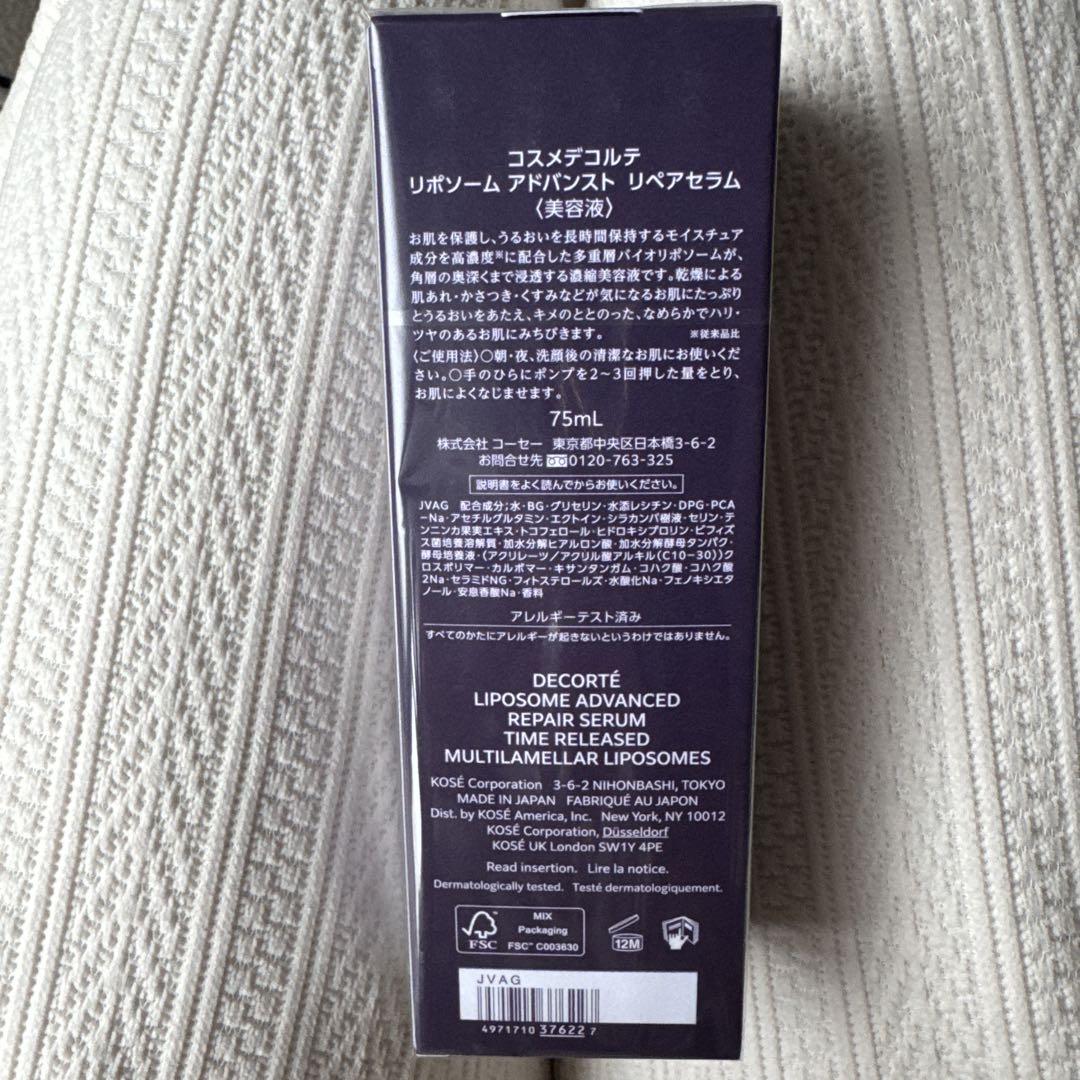 コスメデコルテ
リポソーム アドバンスト リペアセラム
〈美容液〉
お肌を保護し、うるおいを長時間保持するモイスチュア
成分を高濃度※に配合した多重層バイオリポソームが、
角層の奥深くまで浸透する濃縮美容液です。乾燥による
肌あれ・かさつき・くすみなどが気になるお肌にたっぷり
とうるおいをあたえ、キメのととのった、なめらかでハリ・
ツヤのあるお肌にみちびきます。 ※従来品比
〈ご使用法〉○朝・夜、洗顔後の清潔なお肌にお使いくだ
さい。○手のひらにポンプを2～3回押した量をとり、
お肌によくなじませます。
75mL
株式会社 コーセー 東京都中央区日本橋3-6-2
お問合せ先 0120-763-325
説明書をよく読んでからお使いください。
JVAG 配合成分;水・BG・グリセリン・水添レシチン・DPG・PCA
-Na・アセチルグルタミン・エクトイン・シラカンバ樹液・セリン・テ
ンニンカ果実エキス・トコフェロール・ヒドロキシプロリン・ビフィズ
ス菌培養溶解質・加水分解ヒアルロン酸・加水分解酵母タンパク・
酵母培養液・(アクリレーツ/アクリル酸アルキル(C10-30))ク
ロスポリマー・カルボマー・キサンタンガム・コハク酸・コハク酸
2Na・セラミドNG・フィトステロールズ・水酸化Na・フェノキシエタ
ノール・安息香酸Na・香料
アレルギーテスト済み
すべてのかたにアレルギーが起きないというわけではありません。
DECORTÉ
LIPOSOME ADVANCED
REPAIR SERUM
TIME RELEASED
MULTILAMELLAR LIPOSOMES
KOSÉ Corporation 3-6-2 NIHONBASHI, TOKYO
MADE IN JAPAN FABRIQUÉ AU JAPON
Dist. by KOSÉ America, Inc. New York, NY 10012
KOSÉ Corporation, Düsseldorf
KOSÉ UK London SW1Y 4PE
Read insertion. Lire la notice.
Dermatologically tested. Testé dermatologiquement.
FSC
MIX
Packaging
FSC™ C003630
12M
JVAG
4971710 37622 7